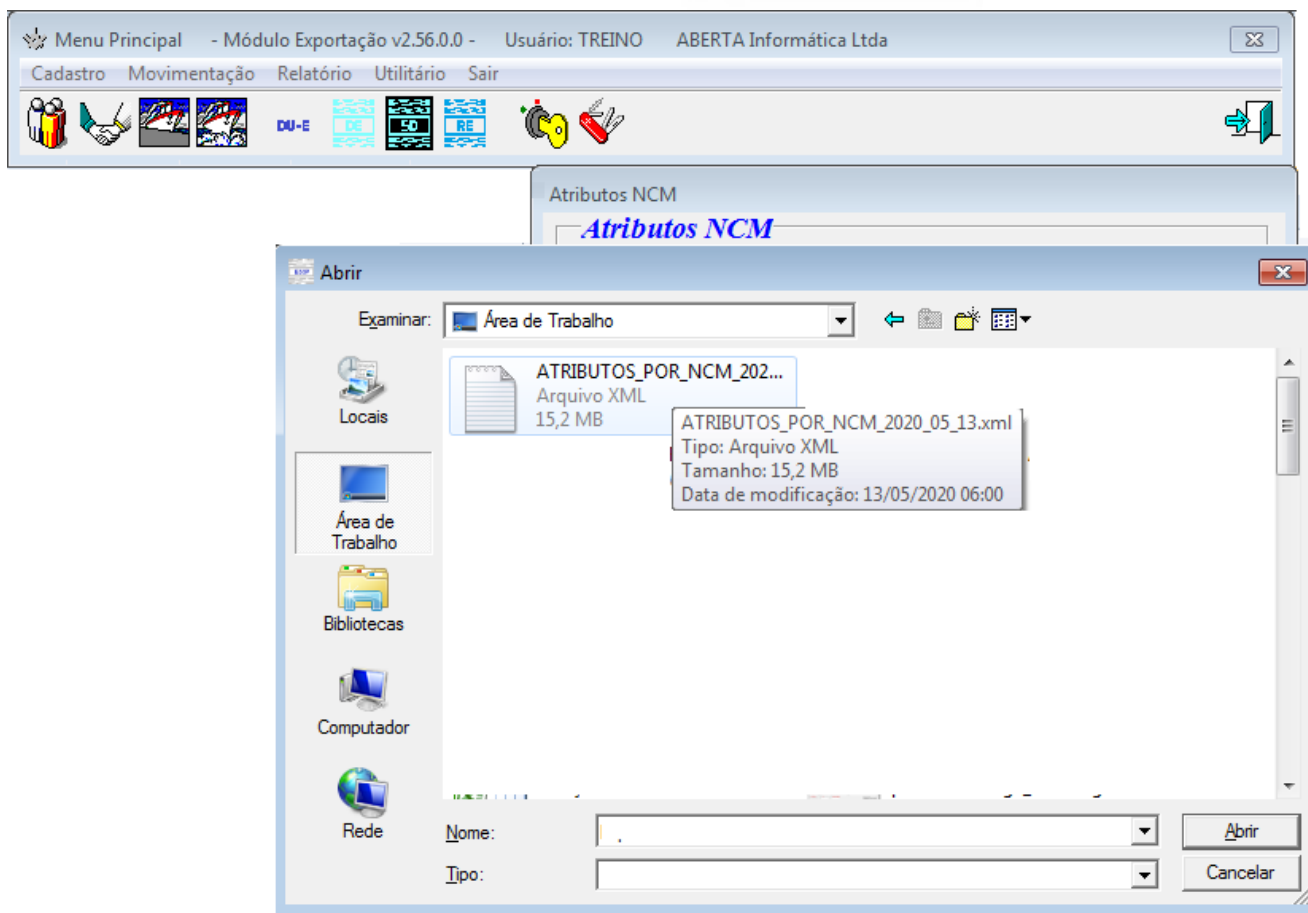 Menu Principal - Módulo Exportação v2.56.0.0 - Usuário: TREINO ABERTA Informática Ltda
Cadastro Movimentação Relatório Utilitário Sair
DU-E DE SD RE
Atributos NCM
Atributos NCM
Abrir
Examinar: Área de Trabalho
ATRIBUTOS_POR_NCM_202...
Arquivo XML
15,2 MB
ATRIBUTOS_POR_NCM_2020_05_13.xml
Tipo: Arquivo XML
Tamanho: 15,2 MB
Data de modificação: 13/05/2020 06:00
Locais
Área de
Trabalho
Bibliotecas
Computador
Rede
Nome: Abrir
Tipo: Cancelar